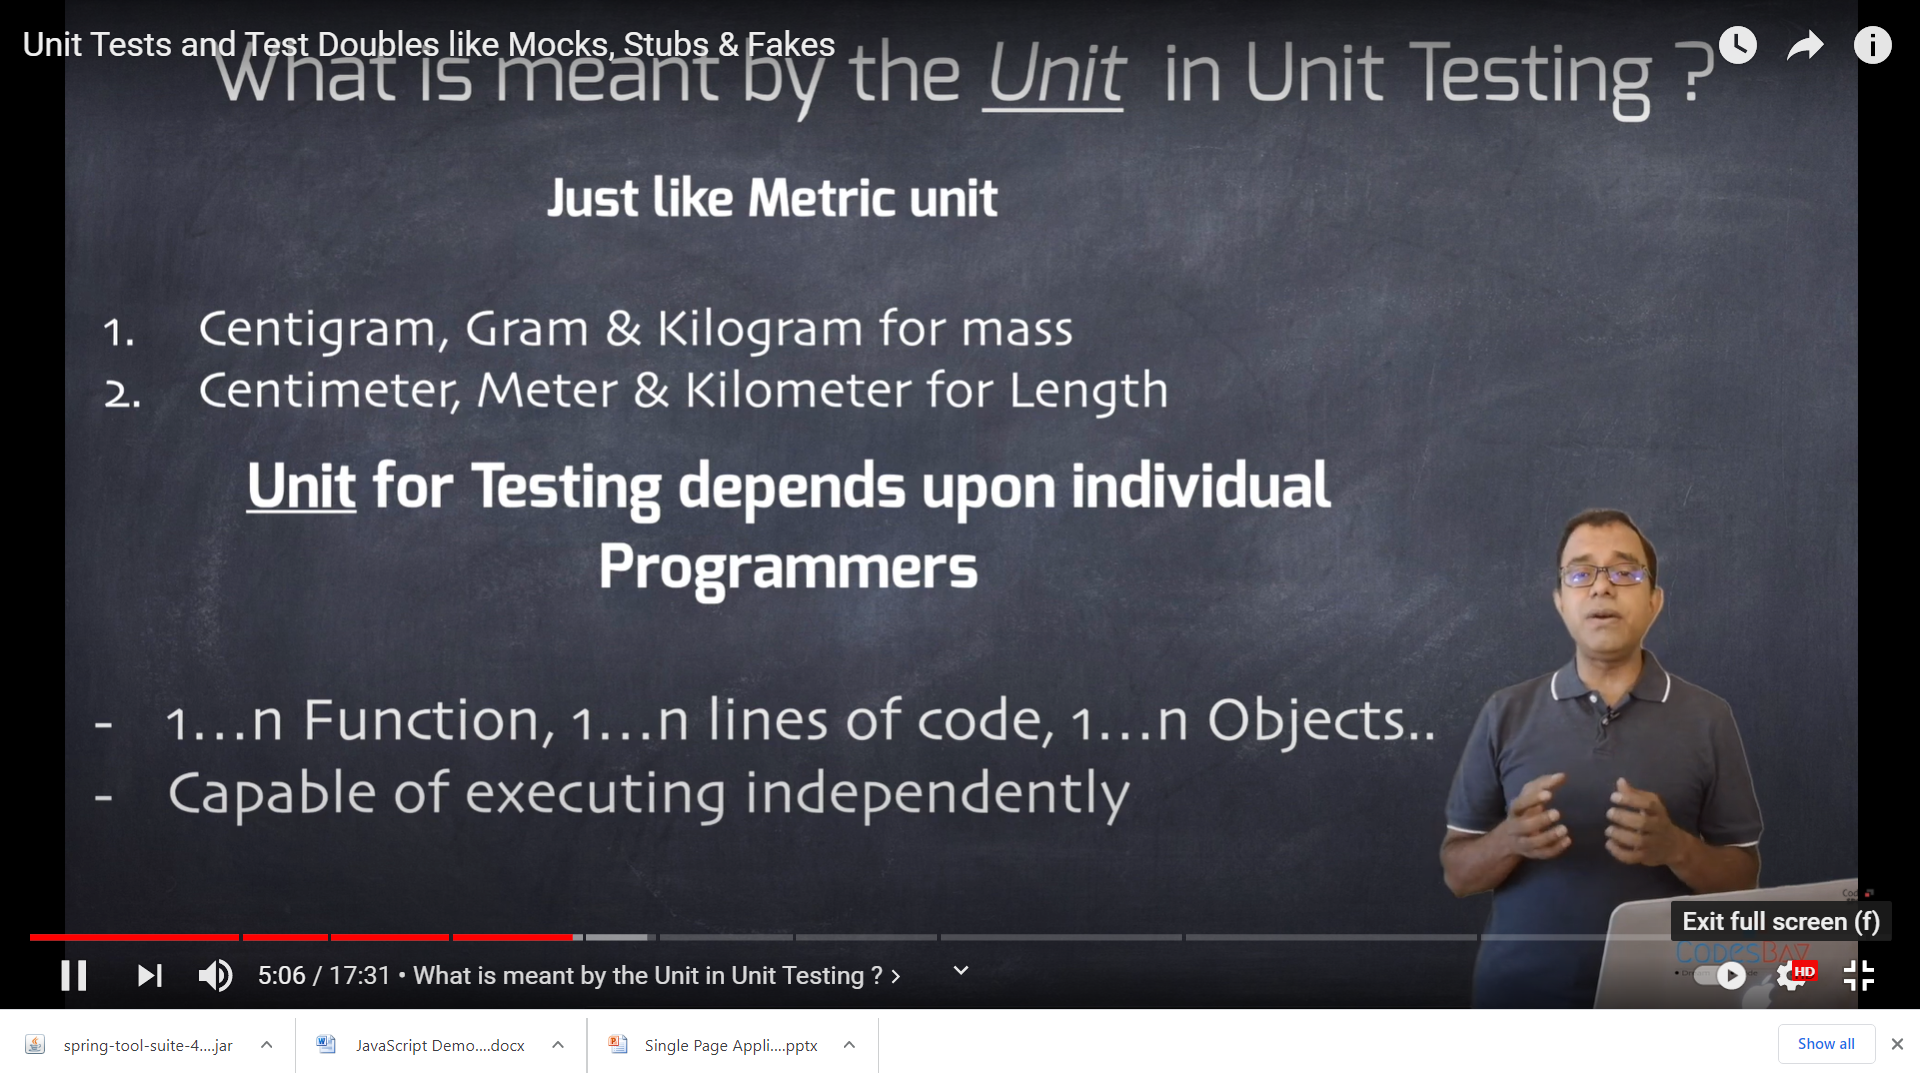 Unit Tests and Test Doubles like Mocks, Stubs & Fakes
What is meant by the Unit in Unit Testing ?
Just like Metric unit
1. Centigram, Gram & Kilogram for mass
2. Centimeter, Meter & Kilometer for Length
Unit for Testing depends upon individual
Programmers
- 1...n Function, 1...n lines of code, 1...n Objects..
- Capable of executing independently
Exit full screen (f)
CODESBAY
5:06 / 17:31 • What is meant by the Unit in Unit Testing ? ›
HD
spring-tool-suite-4....jar
JavaScript Demo....docx
Single Page Appli....pptx
Show all